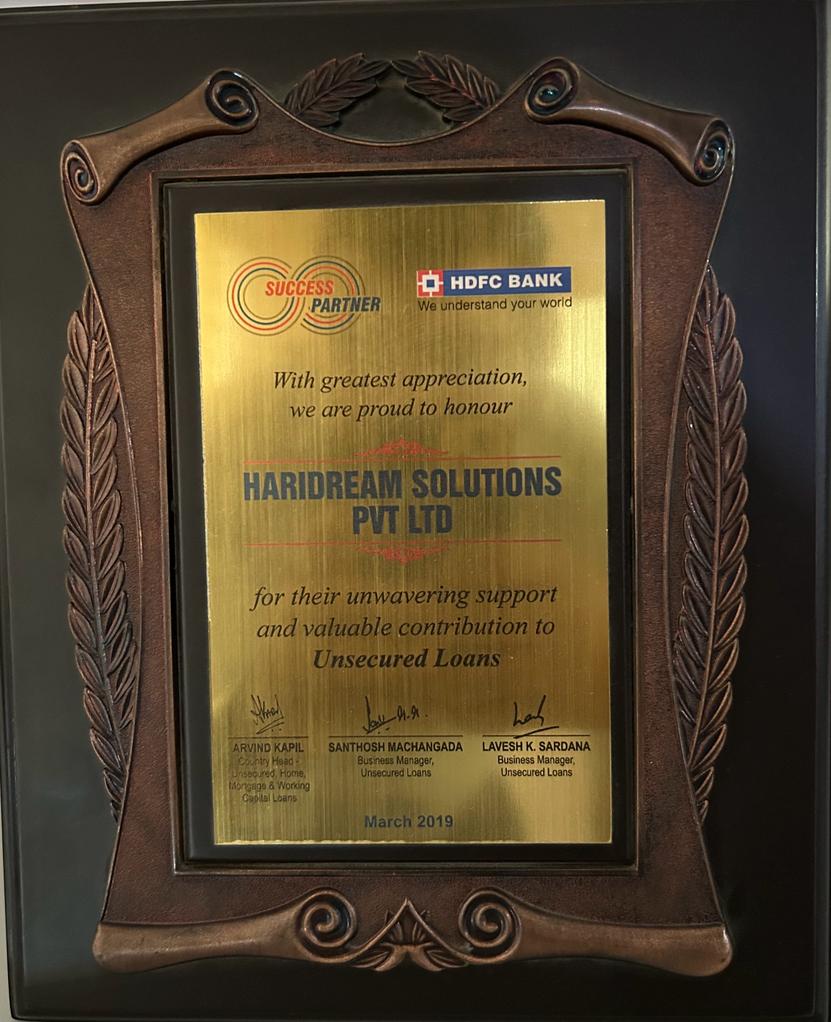 SUCCESS
PARTNER
HDFC BANK
We understand your world
With greatest appreciation,
we are proud to honour
HARIDREAM SOLUTIONS
PVT LTD
for their unwavering support
and valuable contribution to
Unsecured Loans
ARVIND KAPIL
Country Head -
Unsecured, Home,
Mortgage & Working
Capital Loans
SANTHOSH MACHANGADA
Business Manager,
Unsecured Loans
LAVESH K. SARDANA
Business Manager,
Unsecured Loans
March 2019